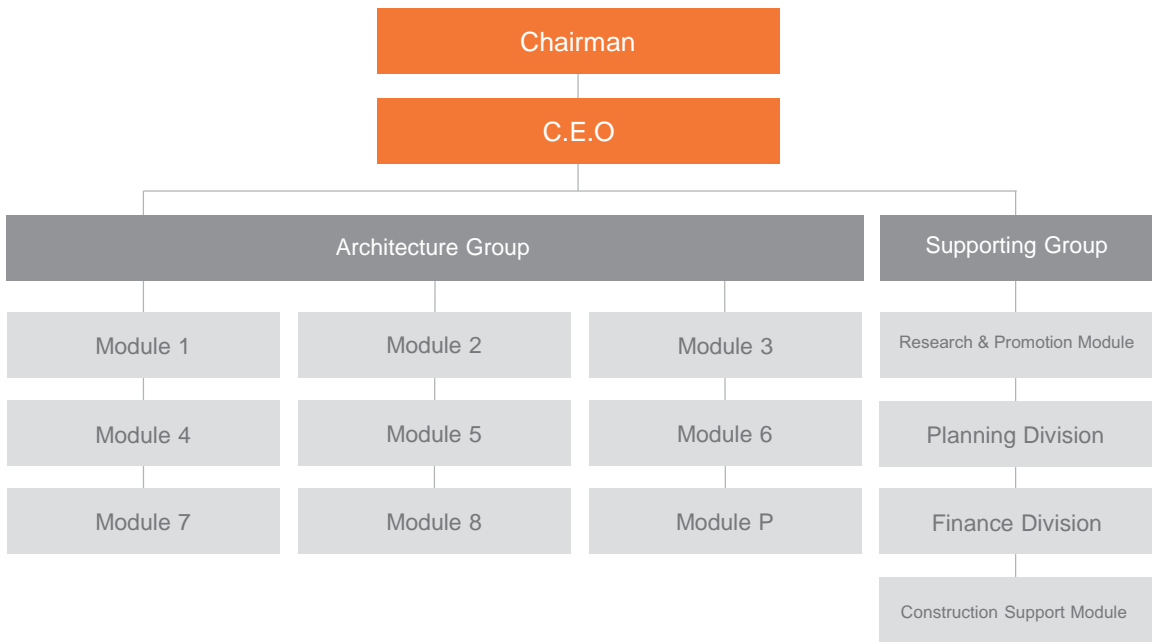 Chairman
C.E.O
Architecture Group
Supporting Group
Module 1
Module 2
Module 3
Research & Promotion Module
Module 4
Module 5
Module 6
Planning Division
Module 7
Module 8
Module P
Finance Division
Construction Support Module